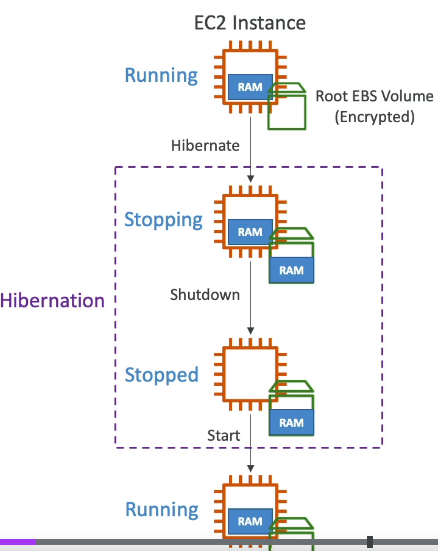 EC2 Instance
Running
RAM
Root EBS Volume
(Encrypted)
Hibernate
Stopping
RAM
RAM
Hibernation
Shutdown
Stopped
RAM
Start
Running
RAM